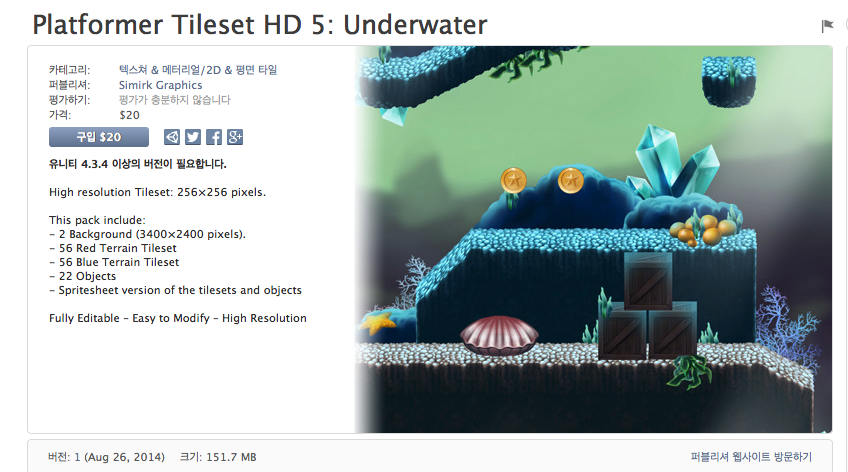 Platformer Tileset HD 5: Underwater
카테고리: 텍스쳐 & 메터리얼/2D & 평면 타일
퍼블리셔: Simirk Graphics
평가하기: 평가가 충분하지 않습니다
가격: $20
구입 $20
유니티 4.3.4 이상의 버전이 필요합니다.
High resolution Tileset: 256×256 pixels.
This pack include:
- 2 Background (3400×2400 pixels).
- 56 Red Terrain Tileset
- 56 Blue Terrain Tileset
- 22 Objects
- Spritesheet version of the tilesets and objects
Fully Editable - Easy to Modify - High Resolution
버전: 1 (Aug 26, 2014) 크기: 151.7 MB 퍼블리셔 웹사이트 방문하기